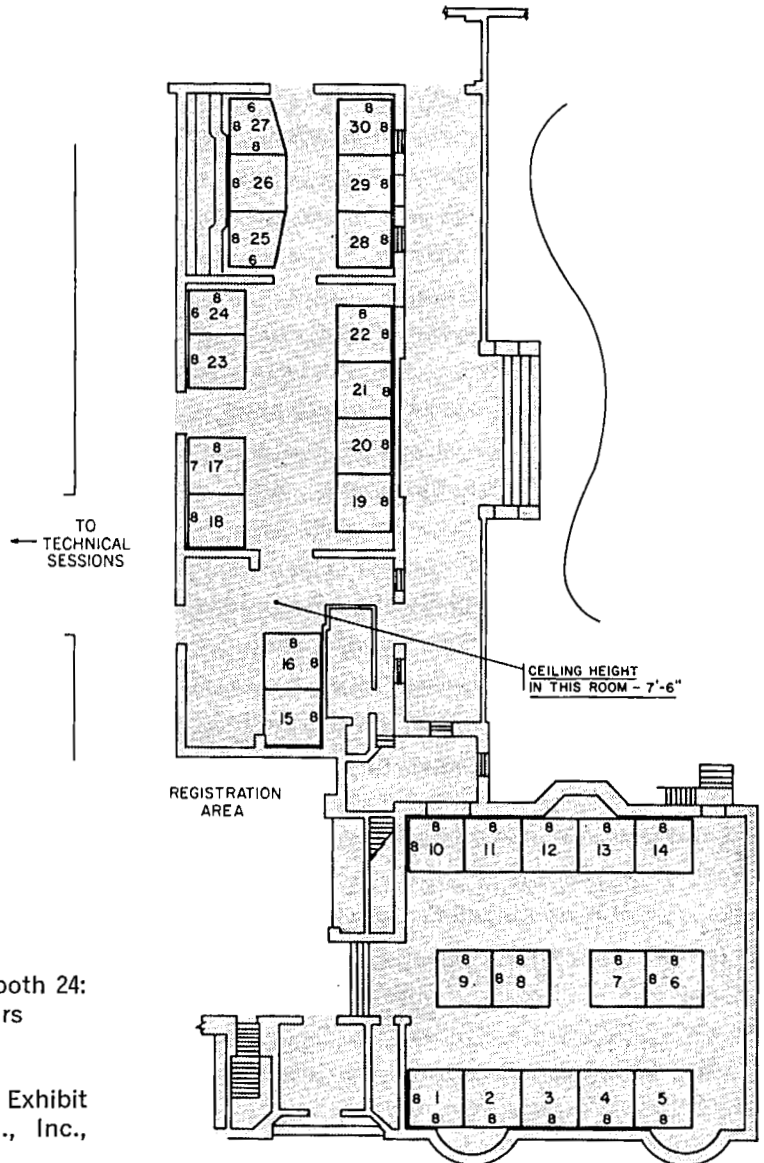 6
8 27
8
8
30 8
8 26
29 8
8 25
6
28 8
8
6 24
8 23
8
22 8
21 8
20 8
19 8
8
7 17
8 18
TO
← TECHNICAL
SESSIONS
8
16 8
15 8
CEILING HEIGHT
IN THIS ROOM - 7'-6"
REGISTRATION
AREA
8 8 8 8 8
8 10 11 12 13 14
8 8 8 8
9 8 8 7 8 6
8 1 2 3 4 5
8 8 8 8 8
ooth 24:
rs
Exhibit
., Inc.,